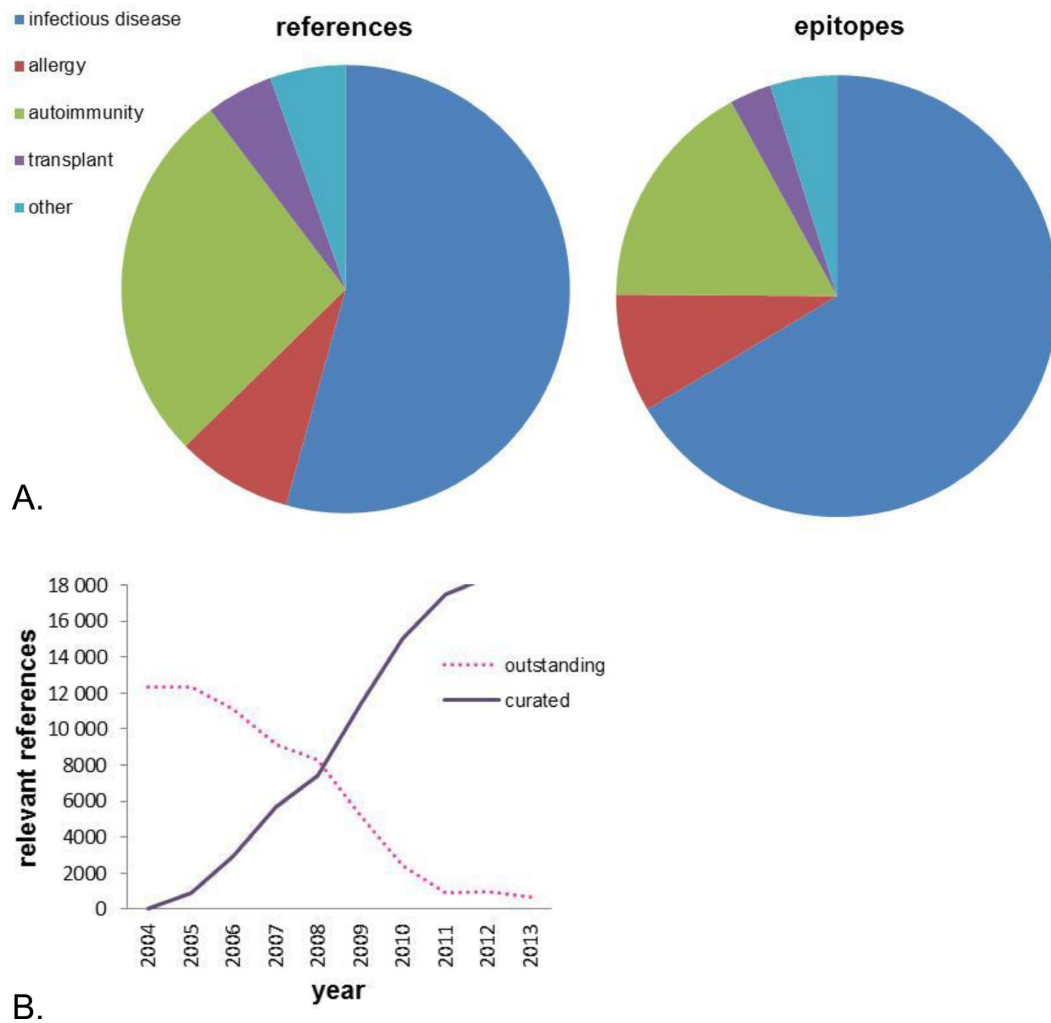 infectious disease
allergy
autoimmunity
transplant
other
references
epitopes
A.
18 000
16 000
14 000
12 000
10 000
8000
6000
4000
2000
0
relevant references
outstanding
curated
2004
2005
2006
2007
2008
2009
2010
2011
2012
2013
year
B.